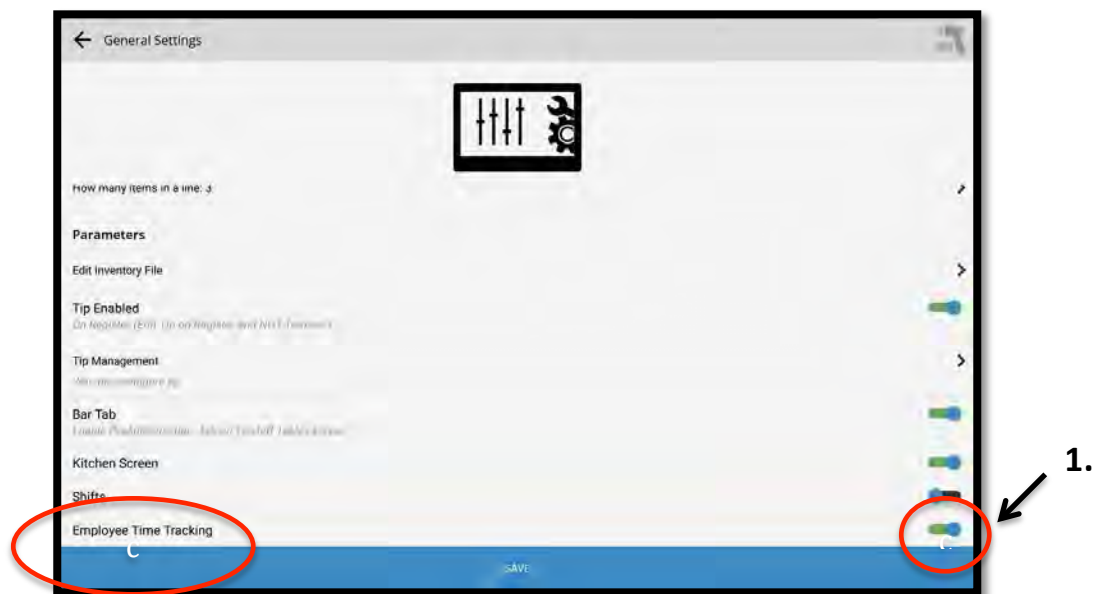 General Settings
How many items in a line: 3
Parameters
Edit Inventory File
Tip Enabled
Tip Management
Bar Tab
Kitchen Screen
Shifts
Employee Time Tracking
1.
C
SAVE